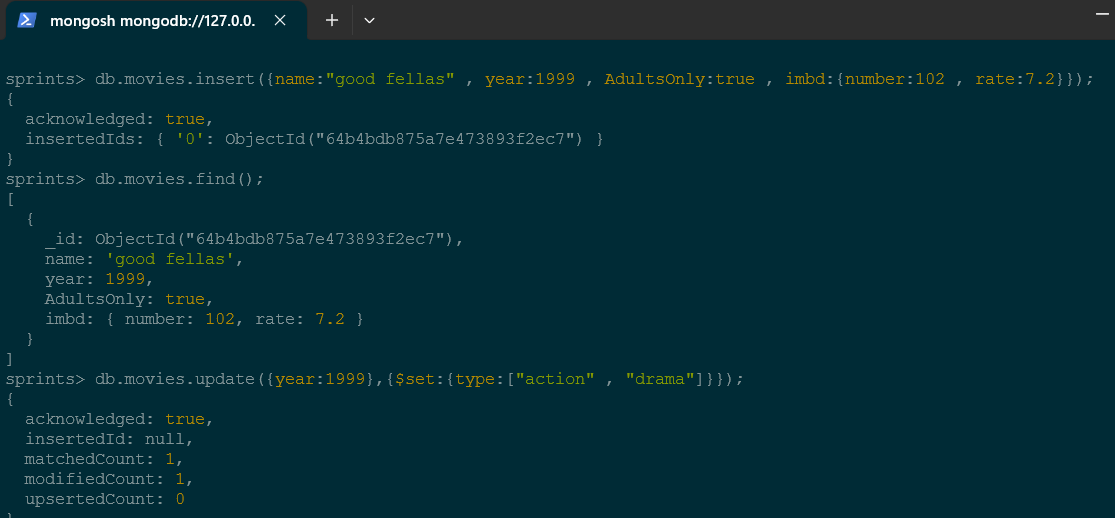 mongosh mongodb://127.0.0.
sprints> db.movies.insert({name:"good fellas" , year:1999 , AdultsOnly:true , imbd:{number:102 , rate:7.2}});
{
  acknowledged: true,
  insertedIds: { '0': ObjectId("64b4bdb875a7e473893f2ec7") }
}
sprints> db.movies.find();
[
  {
    _id: ObjectId("64b4bdb875a7e473893f2ec7"),
    name: 'good fellas',
    year: 1999,
    AdultsOnly: true,
    imbd: { number: 102, rate: 7.2 }
  }
]
sprints> db.movies.update({year:1999},{$set:{type:["action" , "drama"]}});
{
  acknowledged: true,
  insertedId: null,
  matchedCount: 1,
  modifiedCount: 1,
  upsertedCount: 0
}